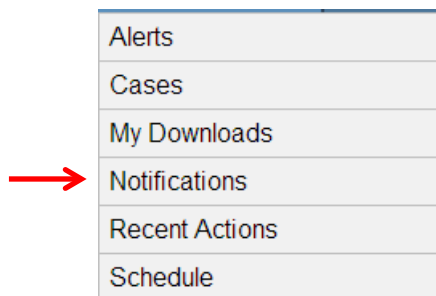 Alerts
Cases
My Downloads
Notifications
Recent Actions
Schedule